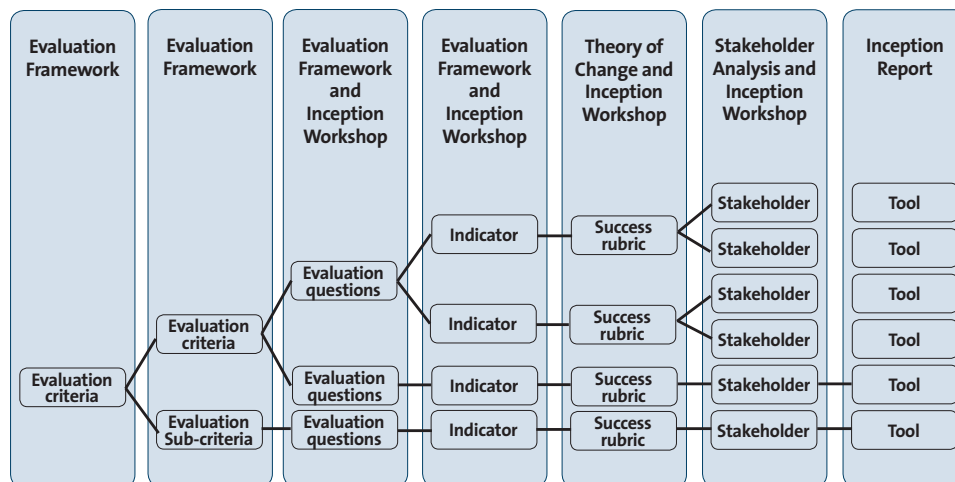 Evaluation
Framework
Evaluation
Framework
Evaluation
Framework
and
Inception
Workshop
Evaluation
Framework
and
Inception
Workshop
Theory of
Change and
Inception
Workshop
Stakeholder
Analysis and
Inception
Workshop
Inception
Report
Evaluation
criteria
Evaluation
criteria
Evaluation
Sub-criteria
Evaluation
questions
Evaluation
questions
Evaluation
questions
Indicator
Indicator
Indicator
Indicator
Success
rubric
Success
rubric
Success
rubric
Success
rubric
Stakeholder
Stakeholder
Stakeholder
Stakeholder
Stakeholder
Stakeholder
Tool
Tool
Tool
Tool
Tool
Tool